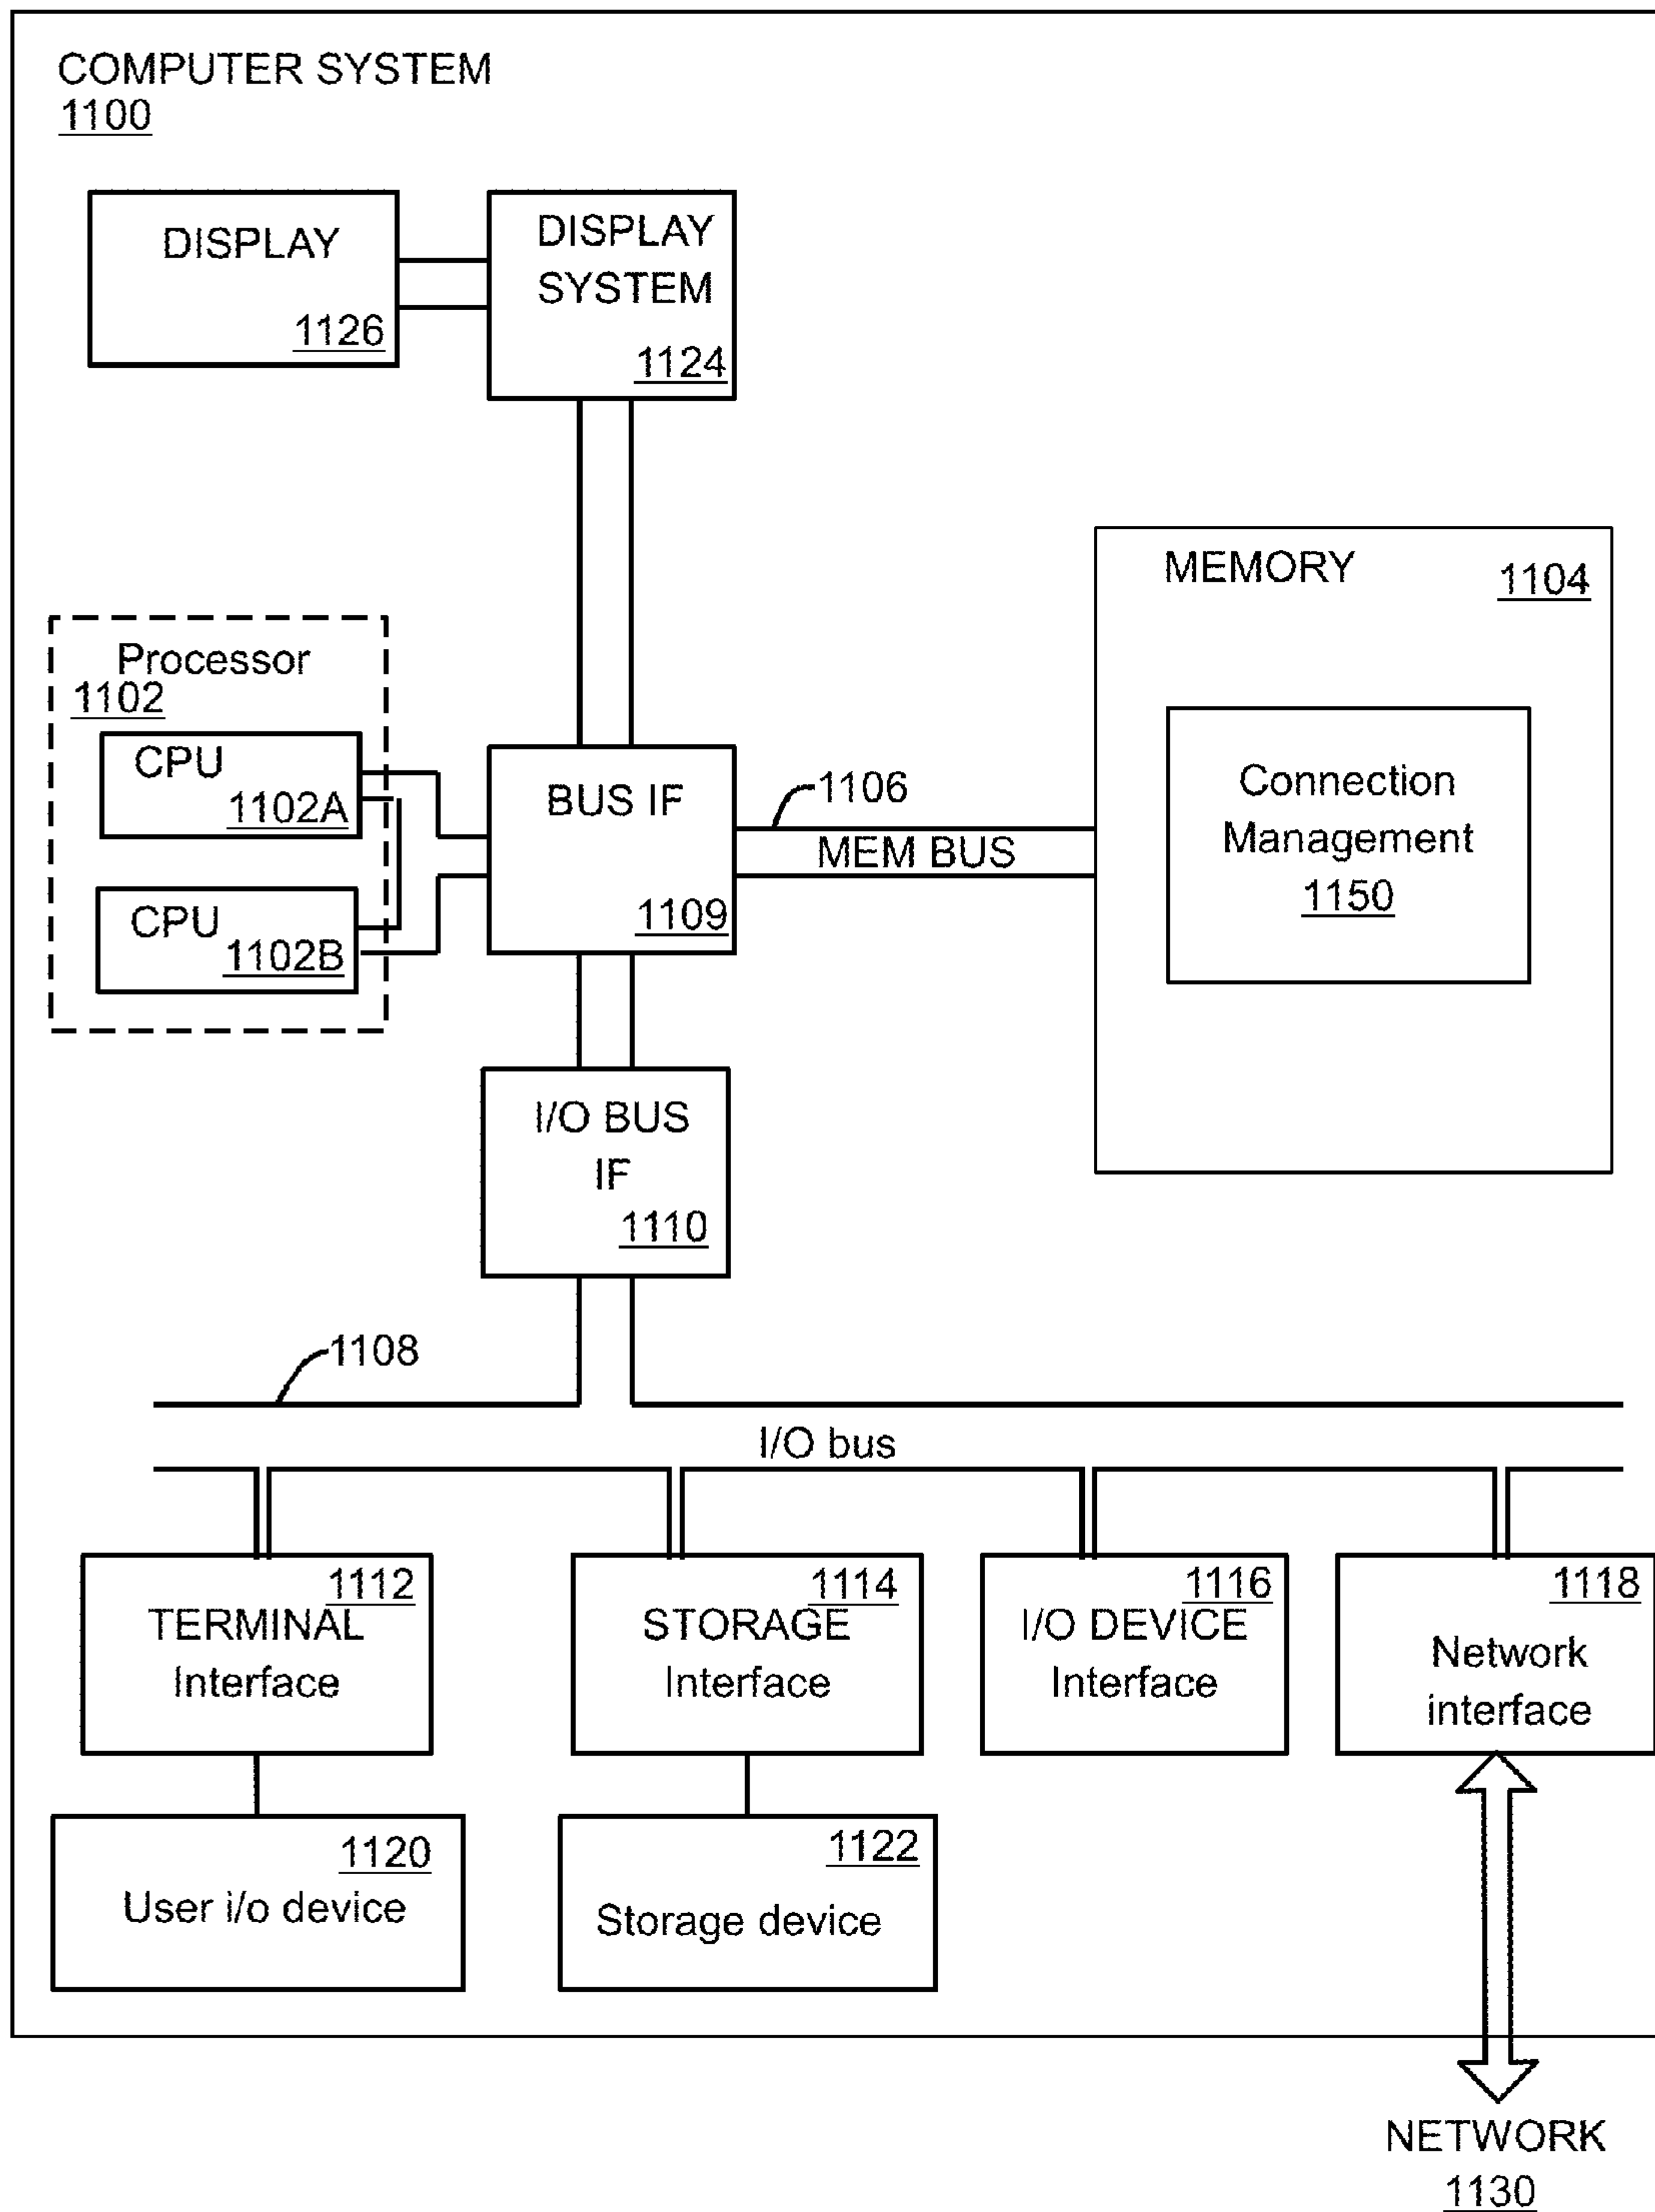 COMPUTER SYSTEM
1100
DISPLAY
1126
DISPLAY
SYSTEM
1124
MEMORY
1104
Connection
Management
1150
Processor
1102
CPU
1102A
CPU
1102B
BUS IF
1109
1106
MEM BUS
I/O BUS
IF
1110
1108
I/O bus
1112
TERMINAL
Interface
1114
STORAGE
Interface
1116
I/O DEVICE
Interface
1118
Network
interface
1120
User i/o device
1122
Storage device
NETWORK
1130